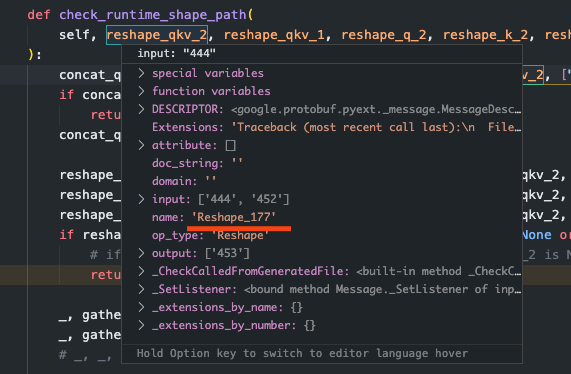 def check_runtime_shape_path(
self, reshape_qkv_2, reshape_qkv_1, reshape_q_2, reshape_k_2, resh
):
input: "444"
concat_q
v_2, ["
> special variables
if conca
> function variables
retu
> DESCRIPTOR: <google.protobuf.pyext._message.MessageDesc…
concat_q
Extensions: 'Traceback (most recent call last):\n  File…
> attribute: []
doc_string: ''
reshape_
domain: ''
qkv_2,
reshape_
> input: ['444', '452']
qkv_2,
reshape_
name: 'Reshape_177'
qkv_2,
if resha
op_type: 'Reshape'
None or
# if
> output: ['453']
_2 is N
retu
> _CheckCalledFromGeneratedFile: <built-in method _CheckC…
> _SetListener: <bound method Message._SetListener of inp…
_, gathe
> _extensions_by_name: {}
_, gathe
> _extensions_by_number: {}
# _, _,
Hold Option key to switch to editor language hover